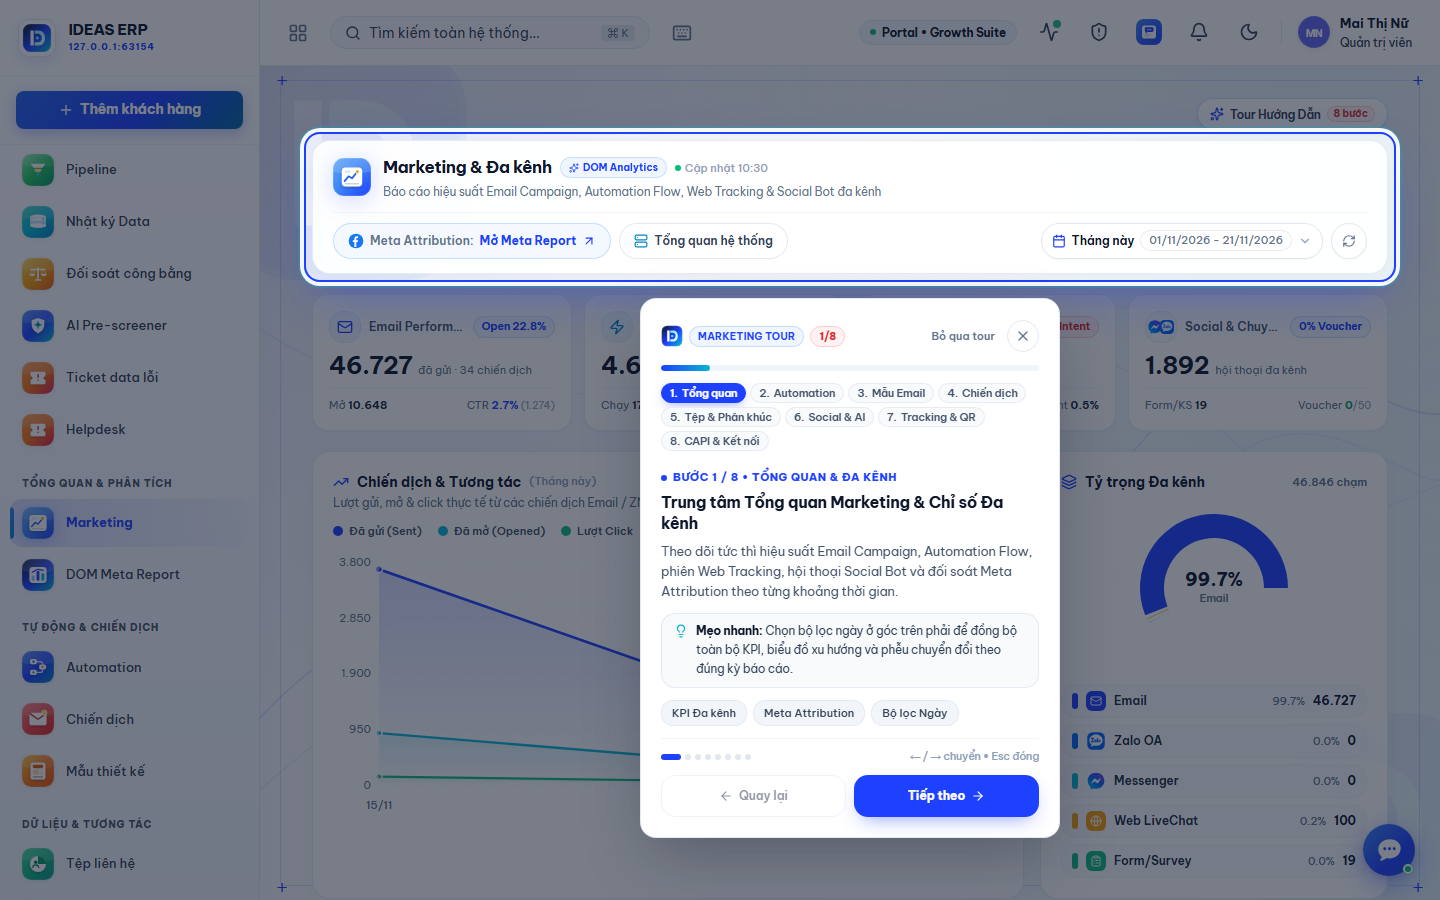 IDEAS ERP
127.0.0.1:63154
Tìm kiếm toàn hệ thống...
⌘ K
Portal • Growth Suite
MN
Mai Thị Nữ
Quản trị viên
+ Thêm khách hàng
Pipeline
Nhật ký Data
Đối soát công bằng
AI Pre-screener
Ticket data lỗi
Helpdesk
TỔNG QUAN & PHÂN TÍCH
Marketing
DOM Meta Report
TỰ ĐỘNG & CHIẾN DỊCH
Automation
Chiến dịch
Mẫu thiết kế
DỮ LIỆU & TƯƠNG TÁC
Tệp liên hệ
Tour Hướng Dẫn 8 bước
Marketing & Đa kênh DOM Analytics Cập nhật 10:30
Báo cáo hiệu suất Email Campaign, Automation Flow, Web Tracking & Social Bot đa kênh
Meta Attribution: Mở Meta Report
Tổng quan hệ thống
Tháng này 01/11/2026 - 21/11/2026
Email Perform... Open 22.8%
46.727 đã gửi · 34 chiến dịch
Mở 10.648 CTR 2.7% (1.274)
4.6
Chạy 17
Intent
0.5%
Social & Chuy... 0% Voucher
1.892 hội thoại đa kênh
Form/KS 19 Voucher 0/50
MARKETING TOUR 1/8 Bỏ qua tour
1. Tổng quan 2. Automation 3. Mẫu Email 4. Chiến dịch
5. Tệp & Phân khúc 6. Social & AI 7. Tracking & QR
8. CAPI & Kết nối
BƯỚC 1 / 8 • TỔNG QUAN & ĐA KÊNH
Trung tâm Tổng quan Marketing & Chỉ số Đa
kênh
Theo dõi tức thì hiệu suất Email Campaign, Automation Flow,
phiên Web Tracking, hội thoại Social Bot và đối soát Meta
Attribution theo từng khoảng thời gian.
Mẹo nhanh: Chọn bộ lọc ngày ở góc trên phải để đồng bộ
toàn bộ KPI, biểu đồ xu hướng và phễu chuyển đổi theo
đúng kỳ báo cáo.
KPI Đa kênh Meta Attribution Bộ lọc Ngày
←/→ chuyển • Esc đóng
← Quay lại
Tiếp theo →
Chiến dịch & Tương tác (Tháng này)
Lượt gửi, mở & click thực tế từ các chiến dịch Email /
Đã gửi (Sent) Đã mở (Opened) Lượt Click
3.800
2.850
1.900
950
0
15/11
Tỷ trọng Đa kênh 46.846 chạm
99.7%
Email
Email 99.7% 46.727
Zalo OA 0.0% 0
Messenger 0.0% 0
Web LiveChat 0.2% 100
Form/Survey 0.0% 19